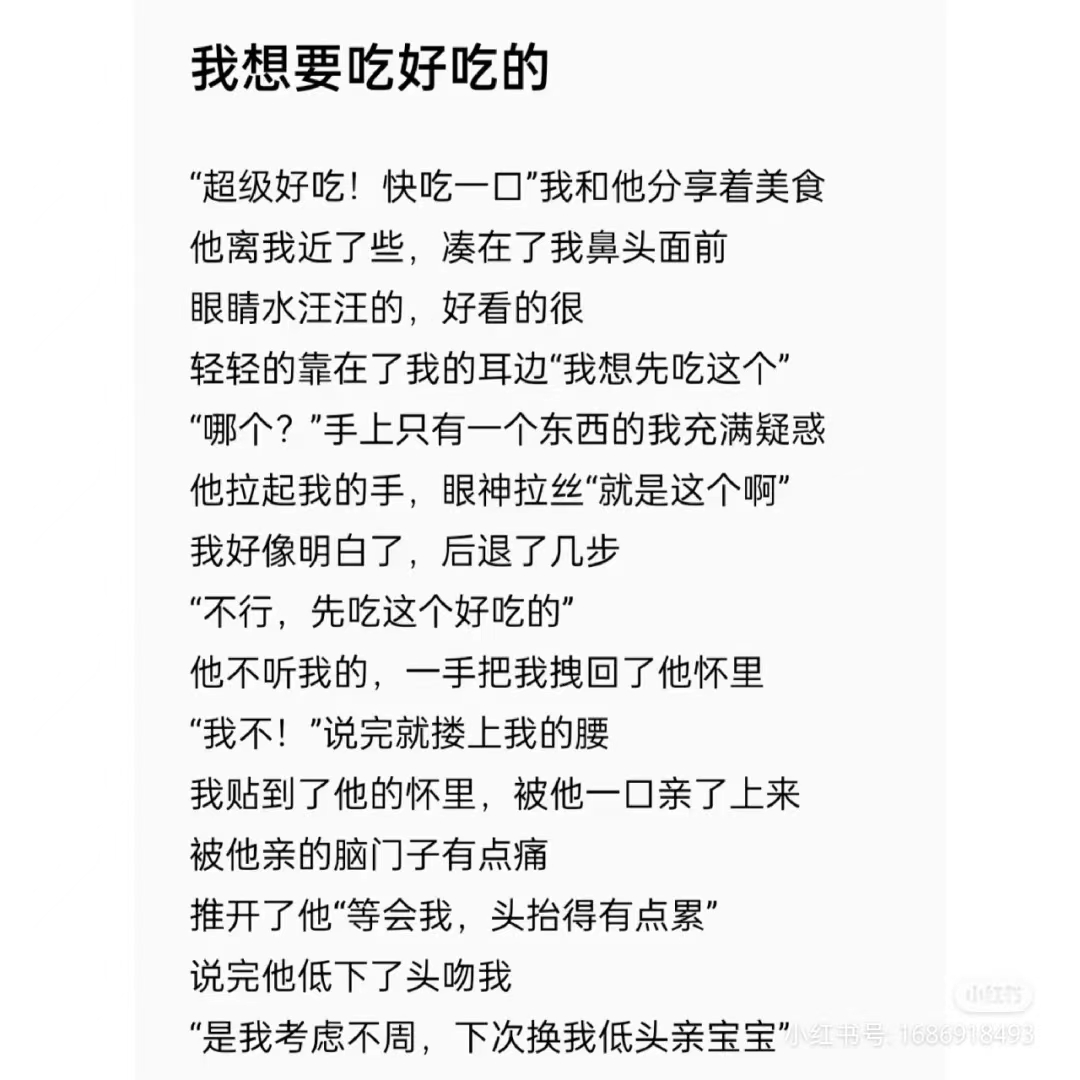 我想要吃好吃的
“超级好吃！快吃一口”我和他分享着美食
他离我近了些，凑在了我鼻头面前
眼睛水汪汪的，好看的很
轻轻的靠在了我的耳边“我想先吃这个”
“哪个？”手上只有一个东西的我充满疑惑
他拉起我的手，眼神拉丝“就是这个啊”
我好像明白了，后退了几步
“不行，先吃这个好吃的”
他不听我的，一手把我拽回了他怀里
“我不！”说完就搂上我的腰
我贴到了他的怀里，被他一口亲了上来
被他亲的脑门子有点痛
推开了他“等会我，头抬得有点累”
说完他低下了头吻我
“是我考虑不周，下次换我低头亲宝宝”
小红书
小红书号: 1686918493